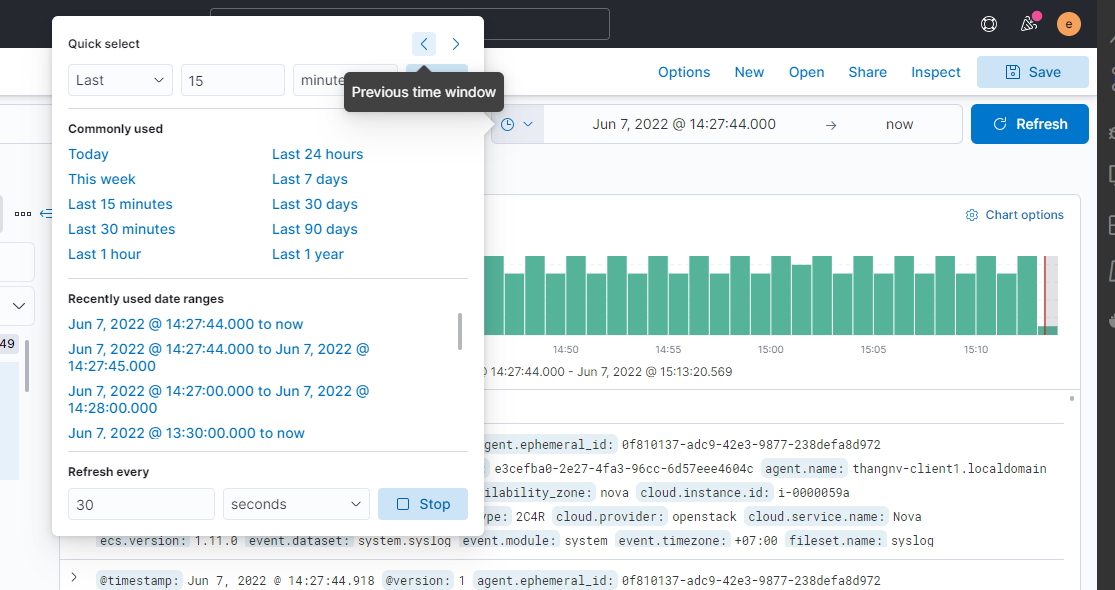 e
Options New Open Share Inspect Save
Quick select
Last 15 minute
Previous time window
Jun 7, 2022 @ 14:27:44.000 → now Refresh
Commonly used
Today Last 24 hours
This week Last 7 days
Last 15 minutes Last 30 days
Last 30 minutes Last 90 days
Last 1 hour Last 1 year
Chart options
Recently used date ranges
Jun 7, 2022 @ 14:27:44.000 to now
Jun 7, 2022 @ 14:27:44.000 to Jun 7, 2022 @
14:27:45.000
Jun 7, 2022 @ 14:27:00.000 to Jun 7, 2022 @
14:28:00.000
Jun 7, 2022 @ 13:30:00.000 to now
Refresh every
30 seconds Stop
49
14:50 14:55 15:00 15:05 15:10
14:27:44.000 - Jun 7, 2022 @ 15:13:20.569
gent.ephemeral_id: 0f810137-adc9-42e3-9877-238defa8d972
e3cefba0-2e27-4fa3-96cc-6d57eee4604c agent.name: thangnv-client1.localdomain
ilability_zone: nova cloud.instance.id: i-0000059a
ype: 2C4R cloud.provider: openstack cloud.service.name: Nova
ecs.version: 1.11.0 event.dataset: system.syslog event.module: system event.timezone: +07:00 fileset.name: syslog
@timestamp: Jun 7, 2022 @ 14:27:44.918 @version: 1 agent.ephemeral_id: 0f810137-adc9-42e3-9877-238defa8d972